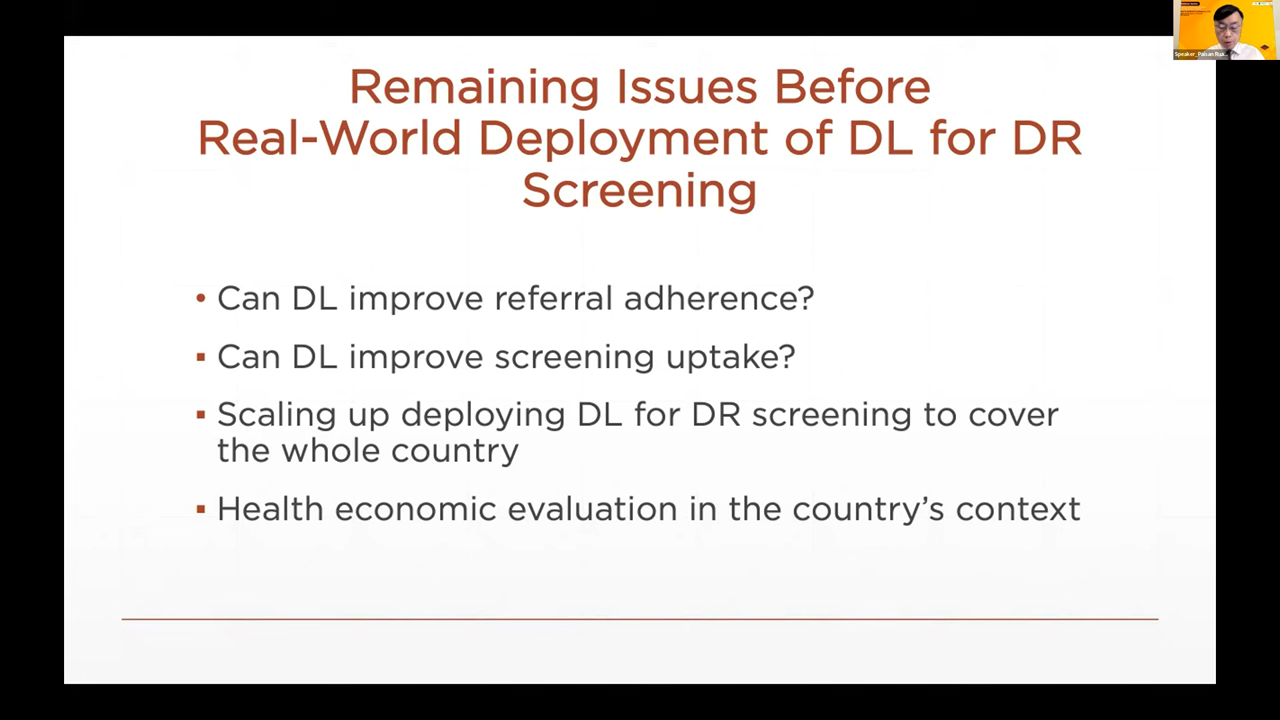 Remaining Issues Before
Real-World Deployment of DL for DR
Screening
• Can DL improve referral adherence?
▪ Can DL improve screening uptake?
▪ Scaling up deploying DL for DR screening to cover
the whole country
▪ Health economic evaluation in the country’s context
Speaker_Paisan Rua...